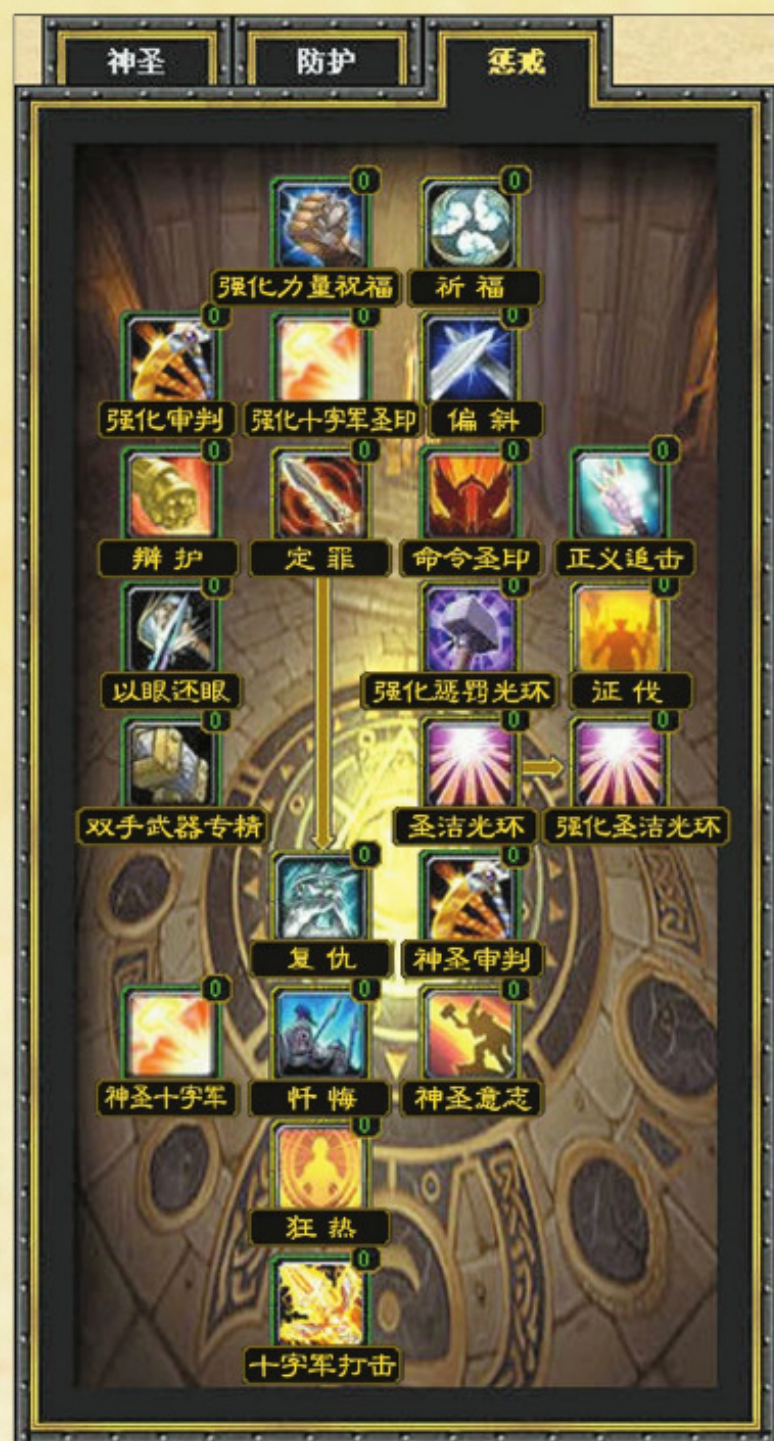 神圣 防护 惩戒
0 0
强化力量祝福 祈福
0 0 0
强化审判 强化十字军圣印 偏斜
0 0 0 0
辩护 定罪 命令圣印 正义追击
0 0 0
以眼还眼 强化惩罚光环 征伐
0 0 0
双手武器专精 圣洁光环 强化圣洁光环
0 0
复仇 神圣审判
0 0 0
神圣十字军 忏悔 神圣意志
0
狂热
0
十字军打击